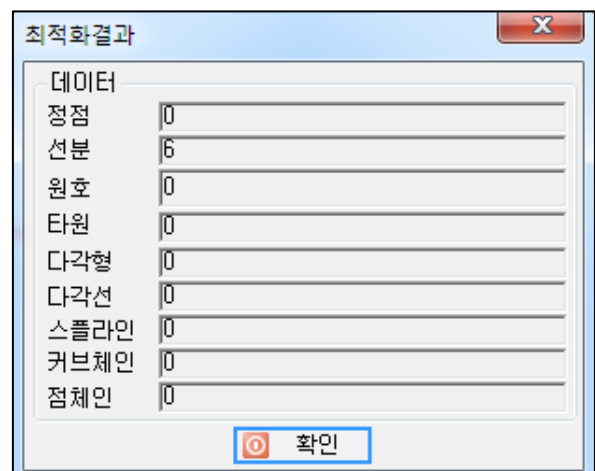 최적화결과
데이터
정점 0
선분 6
원호 0
타원 0
다각형 0
다각선 0
스플라인 0
커브체인 0
점체인 0
확인